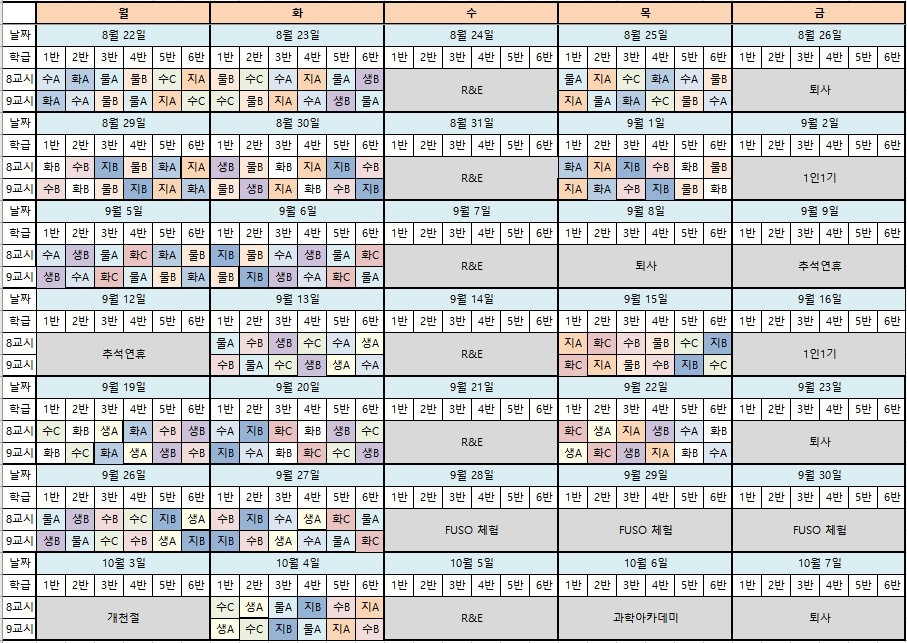 월 화 수 목 금
날짜 8월 22일 8월 23일 8월 24일 8월 25일 8월 26일
학급 1반 2반 3반 4반 5반 6반 1반 2반 3반 4반 5반 6반 1반 2반 3반 4반 5반 6반 1반 2반 3반 4반 5반 6반 1반 2반 3반 4반 5반 6반
8교시 수A 화A 물A 물B 수C 지A 물B 수C 수A 지A 물A 생B R&E 물A 지A 수C 화A 수A 물B 퇴사
9교시 화A 수A 물B 물A 지A 수C 수C 물B 지A 수A 생B 물A 지A 물A 화A 수C 물B 수A
날짜 8월 29일 8월 30일 8월 31일 9월 1일 9월 2일
학급 1반 2반 3반 4반 5반 6반 1반 2반 3반 4반 5반 6반 1반 2반 3반 4반 5반 6반 1반 2반 3반 4반 5반 6반 1반 2반 3반 4반 5반 6반
8교시 화B 수B 지B 물B 화A 지A 생B 물B 화B 지A 지B 수B R&E 화A 지A 지B 수B 화B 물B 1인1기
9교시 수B 화B 물B 지B 지A 화A 물B 생B 지A 화B 수B 지B 지A 화A 수B 지B 물B 화B
날짜 9월 5일 9월 6일 9월 7일 9월 8일 9월 9일
학급 1반 2반 3반 4반 5반 6반 1반 2반 3반 4반 5반 6반 1반 2반 3반 4반 5반 6반 1반 2반 3반 4반 5반 6반 1반 2반 3반 4반 5반 6반
8교시 수A 생B 물A 화C 화A 물B 지B 물B 수A 생B 물A 화C R&E 퇴사 추석연휴
9교시 생B 수A 화C 물A 물B 화A 물B 지B 생B 수A 화C 물A
날짜 9월 12일 9월 13일 9월 14일 9월 15일 9월 16일
학급 1반 2반 3반 4반 5반 6반 1반 2반 3반 4반 5반 6반 1반 2반 3반 4반 5반 6반 1반 2반 3반 4반 5반 6반 1반 2반 3반 4반 5반 6반
8교시 추석연휴 물A 수B 생B 수C 수A 생A R&E 지A 화C 수B 물B 수C 지B 1인1기
9교시 수B 물A 수C 생B 생A 수A 화C 지A 물B 수B 지B 수C
날짜 9월 19일 9월 20일 9월 21일 9월 22일 9월 23일
학급 1반 2반 3반 4반 5반 6반 1반 2반 3반 4반 5반 6반 1반 2반 3반 4반 5반 6반 1반 2반 3반 4반 5반 6반 1반 2반 3반 4반 5반 6반
8교시 수C 화B 생A 화A 수B 생B 수A 지B 화C 화B 생B 수C R&E 화C 생A 지A 생B 수A 화B 퇴사
9교시 화B 수C 화A 생A 생B 수B 지B 수A 화B 화C 수C 생B 생A 화C 생B 지A 화B 수A
날짜 9월 26일 9월 27일 9월 28일 9월 29일 9월 30일
학급 1반 2반 3반 4반 5반 6반 1반 2반 3반 4반 5반 6반 1반 2반 3반 4반 5반 6반 1반 2반 3반 4반 5반 6반 1반 2반 3반 4반 5반 6반
8교시 물A 생B 수B 수C 지B 생A 수B 지B 수A 생A 화C 물A FUSO 체험 FUSO 체험 FUSO 체험
9교시 생B 물A 수C 수B 생A 지B 지B 수B 생A 수A 물A 화C
날짜 10월 3일 10월 4일 10월 5일 10월 6일 10월 7일
학급 1반 2반 3반 4반 5반 6반 1반 2반 3반 4반 5반 6반 1반 2반 3반 4반 5반 6반 1반 2반 3반 4반 5반 6반 1반 2반 3반 4반 5반 6반
8교시 개천절 수C 생A 물A 지B 수B 지A R&E 과학아카데미 퇴사
9교시 생A 수C 지B 물A 지A 수B